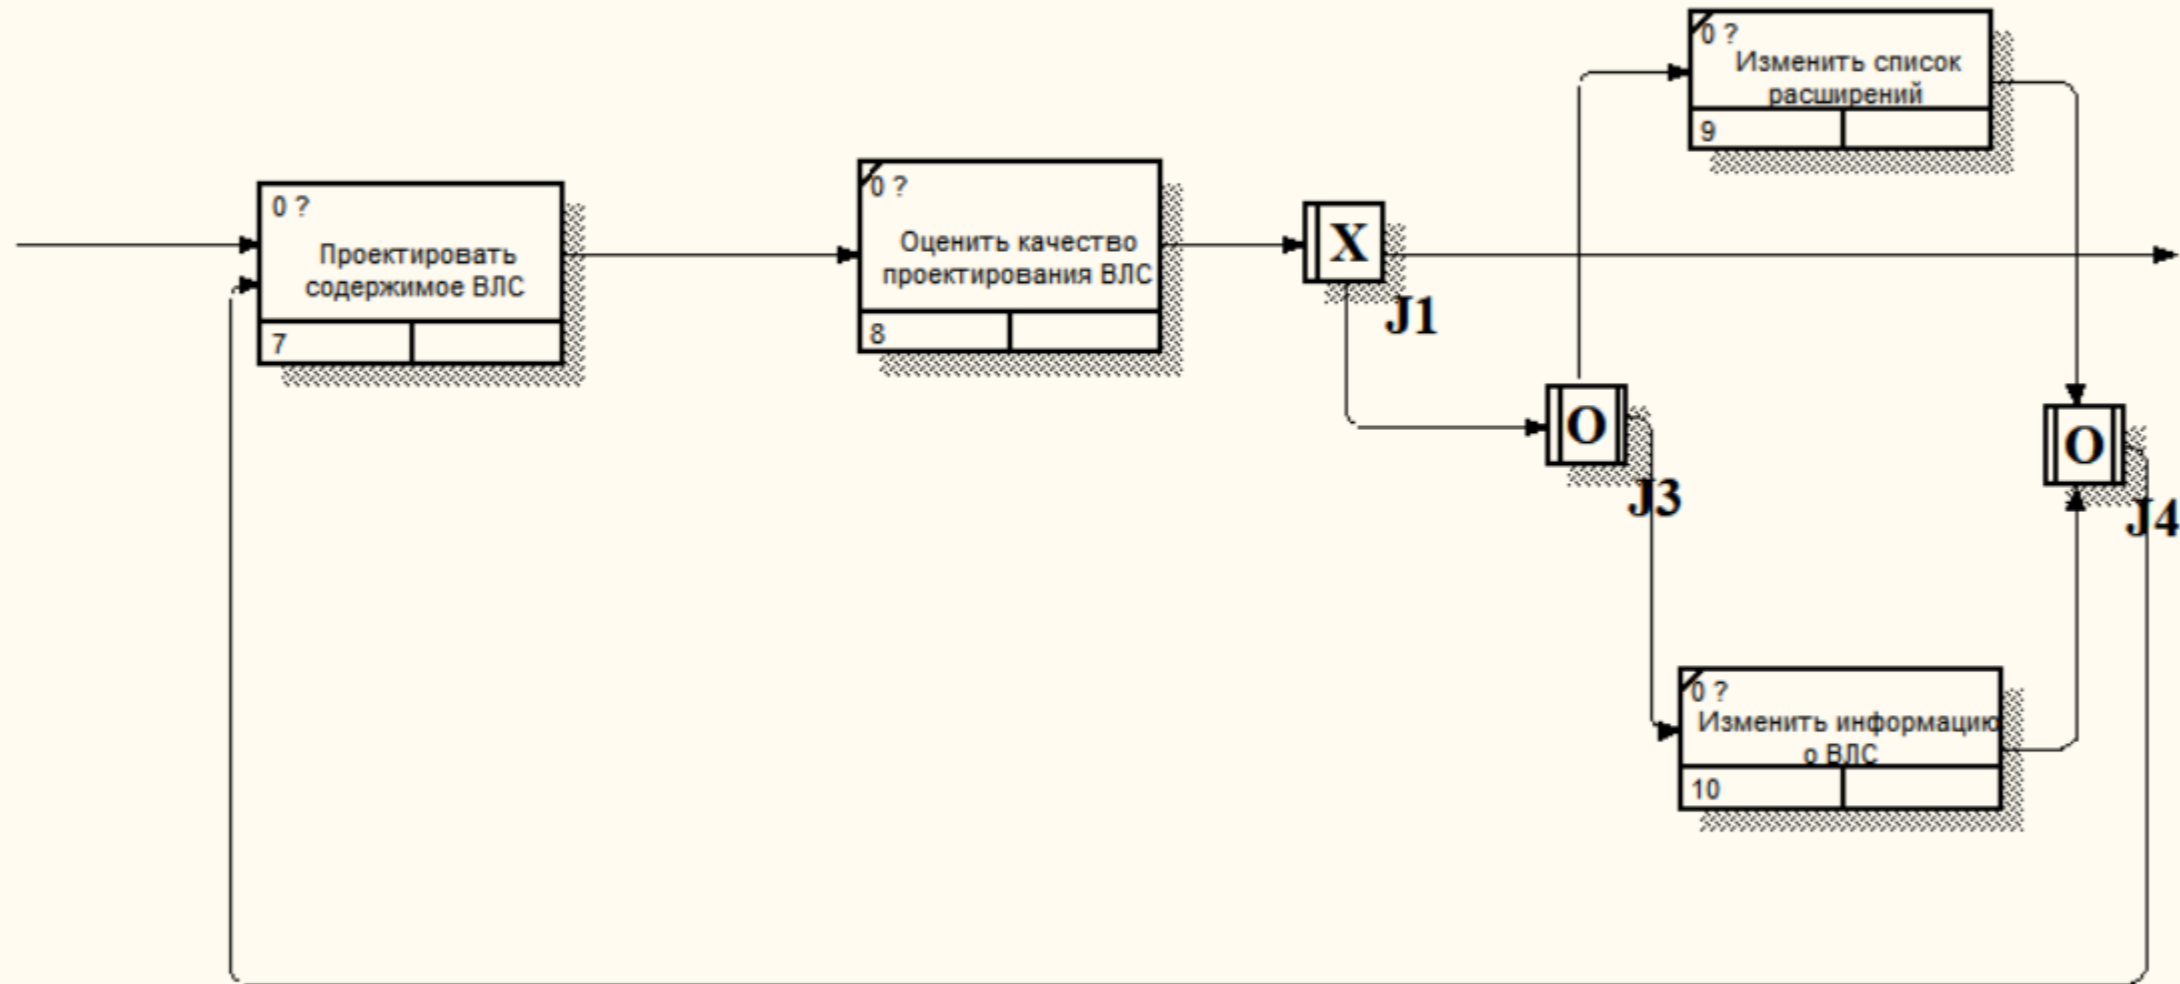 0 ?
Проектировать
содержимое ВЛС
7
0 ?
Оценить качество
проектирования ВЛС
8
X
J1
0 ?
Изменить список
расширений
9
O
J3
0 ?
Изменить информацию
о ВЛС
10
O
J4